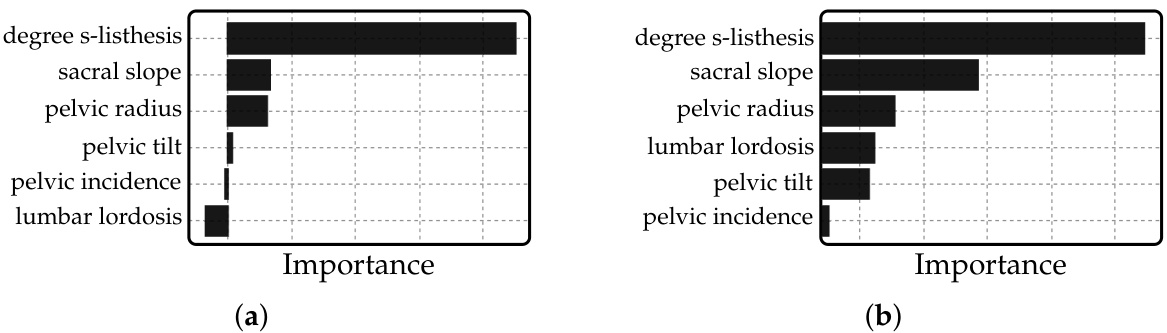 degree s-listhesis
sacral slope
pelvic radius
pelvic tilt
pelvic incidence
lumbar lordosis
Importance
(a)
degree s-listhesis
sacral slope
pelvic radius
lumbar lordosis
pelvic tilt
pelvic incidence
Importance
(b)